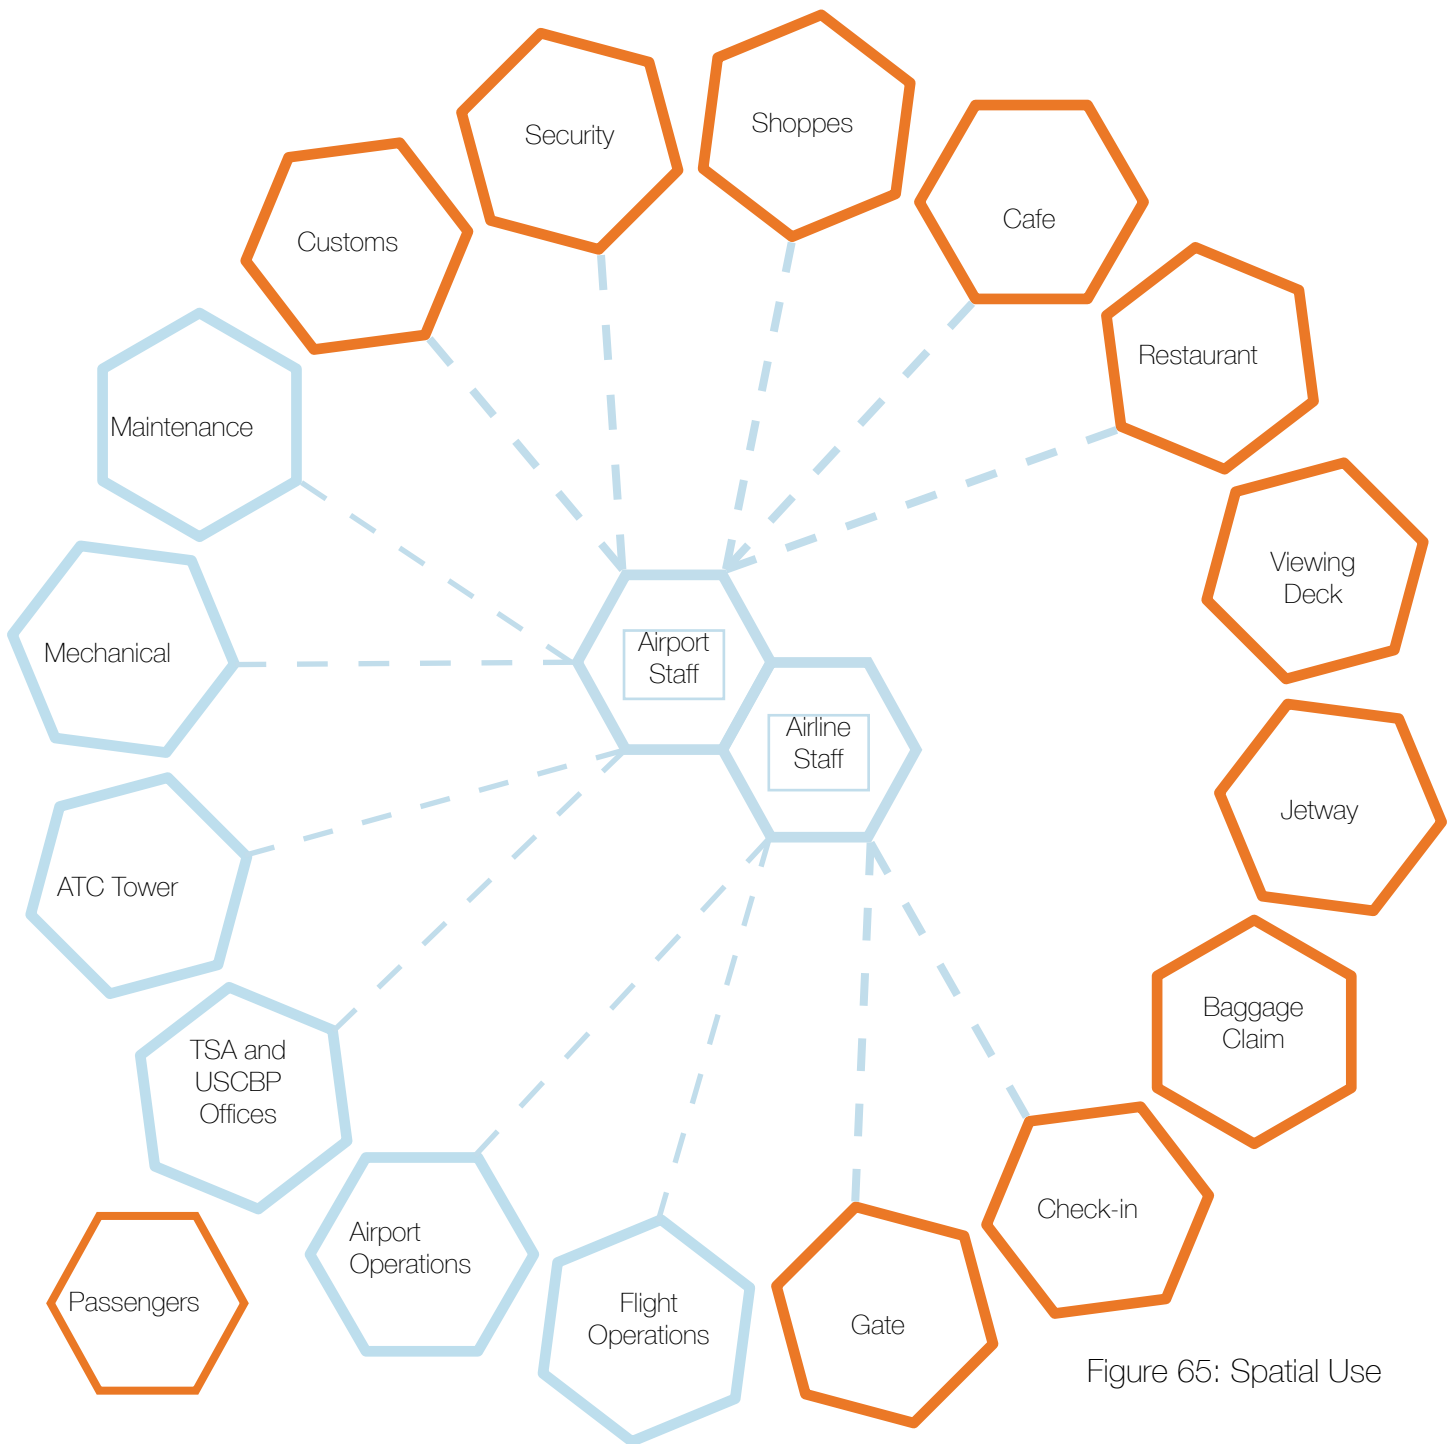 Shoppes
Security
Cafe
Customs
Restaurant
Maintenance
Viewing
Deck
Mechanical
Airport
Staff
Airline
Staff
Jetway
ATC Tower
Baggage
Claim
TSA and
USCBP
Offices
Check-in
Airport
Operations
Passengers
Flight
Operations
Gate
Figure 65: Spatial Use